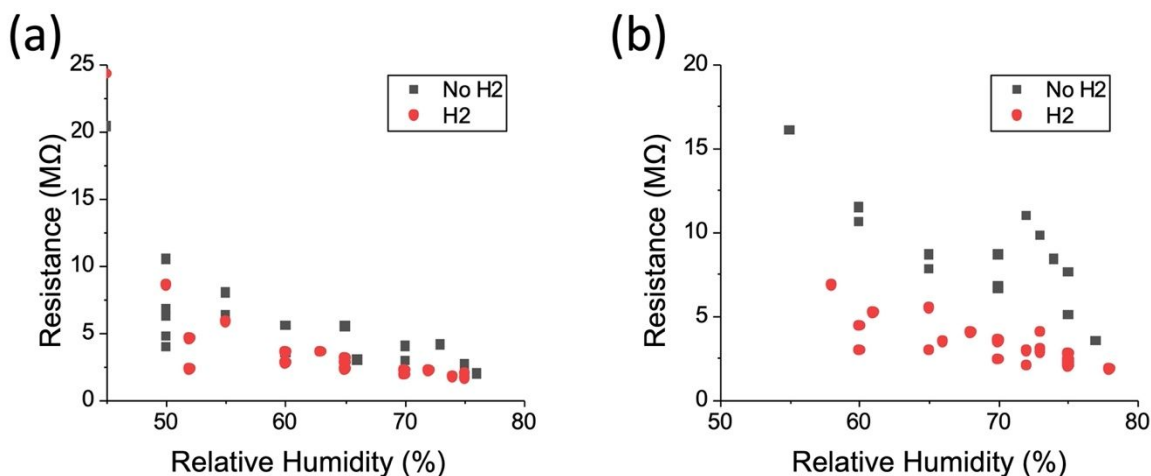 (a)
25
20
15
10
5
0
Resistance (MΩ)
No H2
H2
50
60
70
80
Relative Humidity (%)
(b)
20
15
10
5
0
Resistance (MΩ)
No H2
H2
50
60
70
80
Relative Humidity (%)